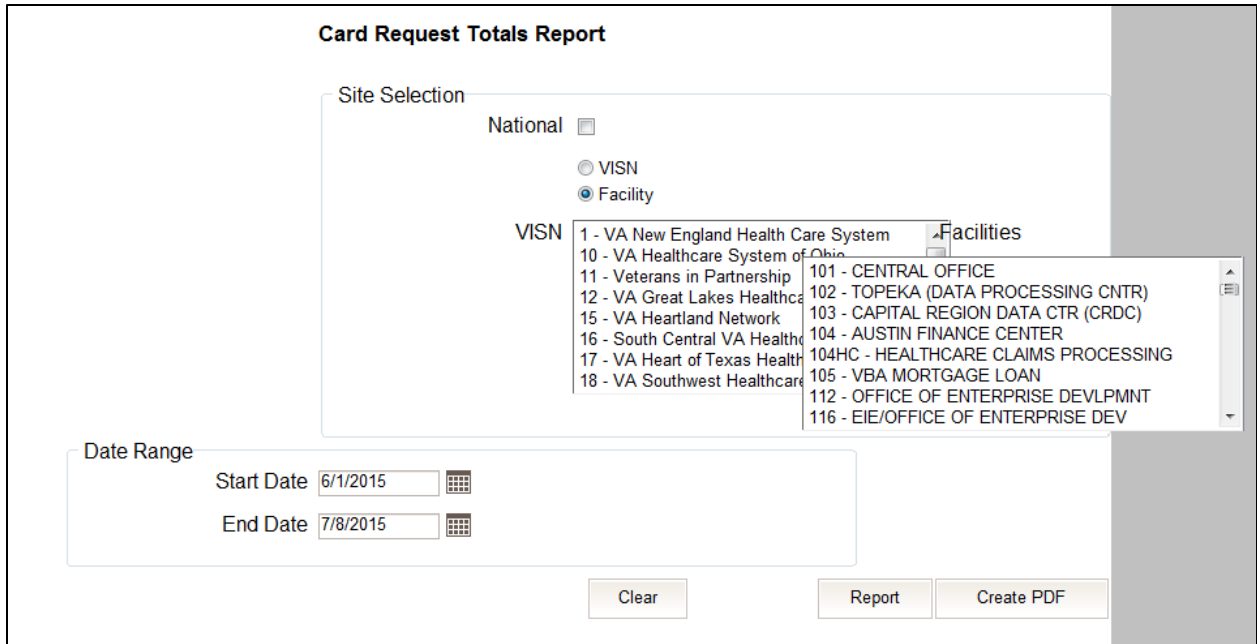 Card Request Totals Report
Site Selection
National
VISN
Facility
VISN
1 - VA New England Health Care System
10 - VA Healthcare System of Ohio
11 - Veterans in Partnership
12 - VA Great Lakes Healthca
15 - VA Heartland Network
16 - South Central VA Healthc
17 - VA Heart of Texas Health
18 - VA Southwest Healthcare
Facilities
101 - CENTRAL OFFICE
102 - TOPEKA (DATA PROCESSING CNTR)
103 - CAPITAL REGION DATA CTR (CRDC)
104 - AUSTIN FINANCE CENTER
104HC - HEALTHCARE CLAIMS PROCESSING
105 - VBA MORTGAGE LOAN
112 - OFFICE OF ENTERPRISE DEVLPMNT
116 - EIE/OFFICE OF ENTERPRISE DEV
Date Range
Start Date 6/1/2015
End Date 7/8/2015
Clear Report Create PDF